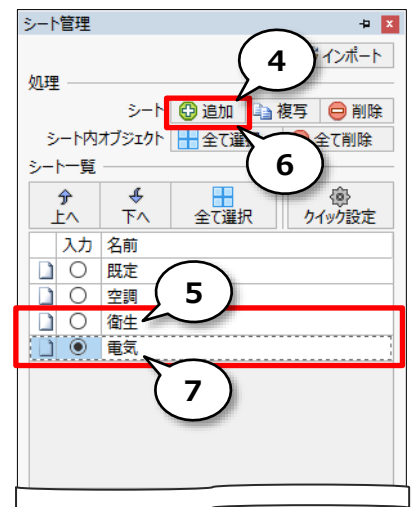 シート管理
4
インポート
処理
シート 追加 複写 削除
シート内オブジェクト 全て選 全て削除
6
シート一覧
上へ 下へ 全て選択 クイック設定
入力 名前
既定
空調
5
衛生
電気
7